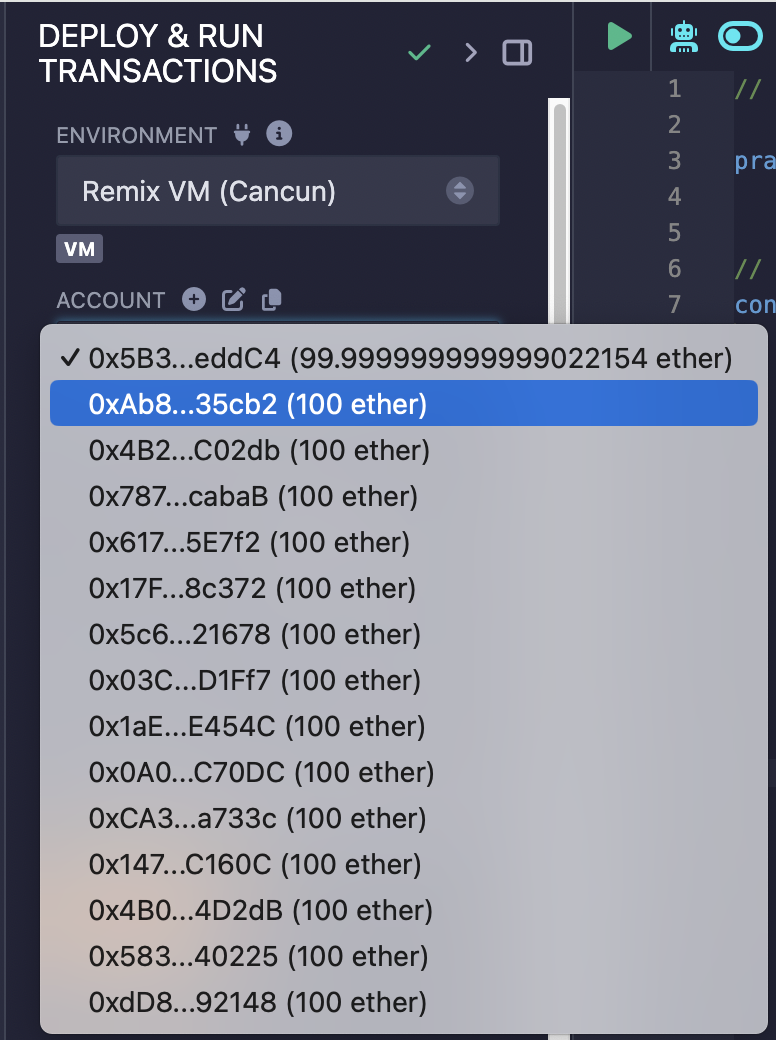 DEPLOY & RUN
TRANSACTIONS
ENVIRONMENT
Remix VM (Cancun)
VM
ACCOUNT
✓ 0x5B3...eddC4 (99.999999999999022154 ether)
0xAb8...35cb2 (100 ether)
0x4B2...C02db (100 ether)
0x787...cabaB (100 ether)
0x617...5E7f2 (100 ether)
0x17F...8c372 (100 ether)
0x5c6...21678 (100 ether)
0x03C...D1Ff7 (100 ether)
0x1aE...E454C (100 ether)
0x0A0...C70DC (100 ether)
0xCA3...a733c (100 ether)
0x147...C160C (100 ether)
0x4B0...4D2dB (100 ether)
0x583...40225 (100 ether)
0xdD8...92148 (100 ether)
1 //
2
3 pra
4
5
6 //
7 con